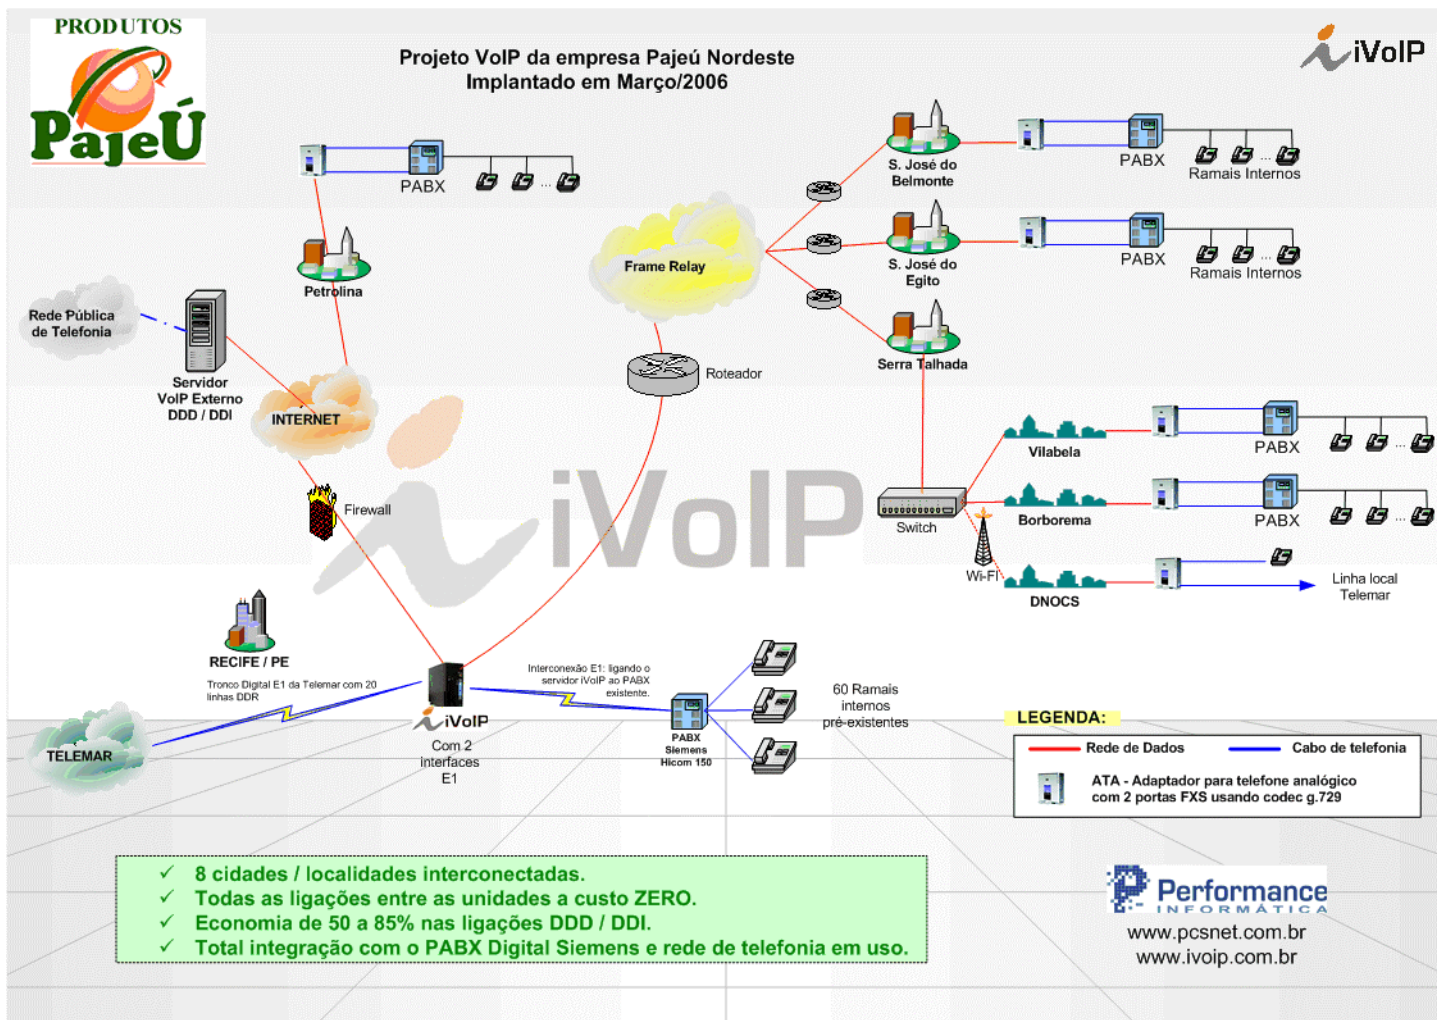 PRODUTOS
PajeÚ
Projeto VoIP da empresa Pajeú Nordeste
Implantado em Março/2006
iVoIP
PABX
...
Petrolina
Rede Pública
de Telefonia
Servidor
VoIP Externo
DDD / DDI
INTERNET
Firewall
Frame Relay
Roteador
S. José do
Belmonte
PABX
...
Ramais Internos
S. José do
Egito
PABX
...
Ramais Internos
Serra Talhada
Switch
Wi-FI
Vilabela
PABX
...
Borborema
PABX
...
DNOCS
Linha local
Telemar
iVoIP
RECIFE / PE
Tronco Digital E1 da Telemar com 20
linhas DDR
TELEMAR
iVoIP
Com 2
interfaces
E1
Interconexão E1: ligando o
servidor iVoIP ao PABX
existente.
PABX
Siemens
Hicom 150
60 Ramais
internos
pré-existentes
LEGENDA:
Rede de Dados
Cabo de telefonia
ATA - Adaptador para telefone analógico
com 2 portas FXS usando codec g.729
✓ 8 cidades / localidades interconectadas.
✓ Todas as ligações entre as unidades a custo ZERO.
✓ Economia de 50 a 85% nas ligações DDD / DDI.
✓ Total integração com o PABX Digital Siemens e rede de telefonia em uso.
Performance
INFORMÁTICA
www.pcsnet.com.br
www.ivoip.com.br